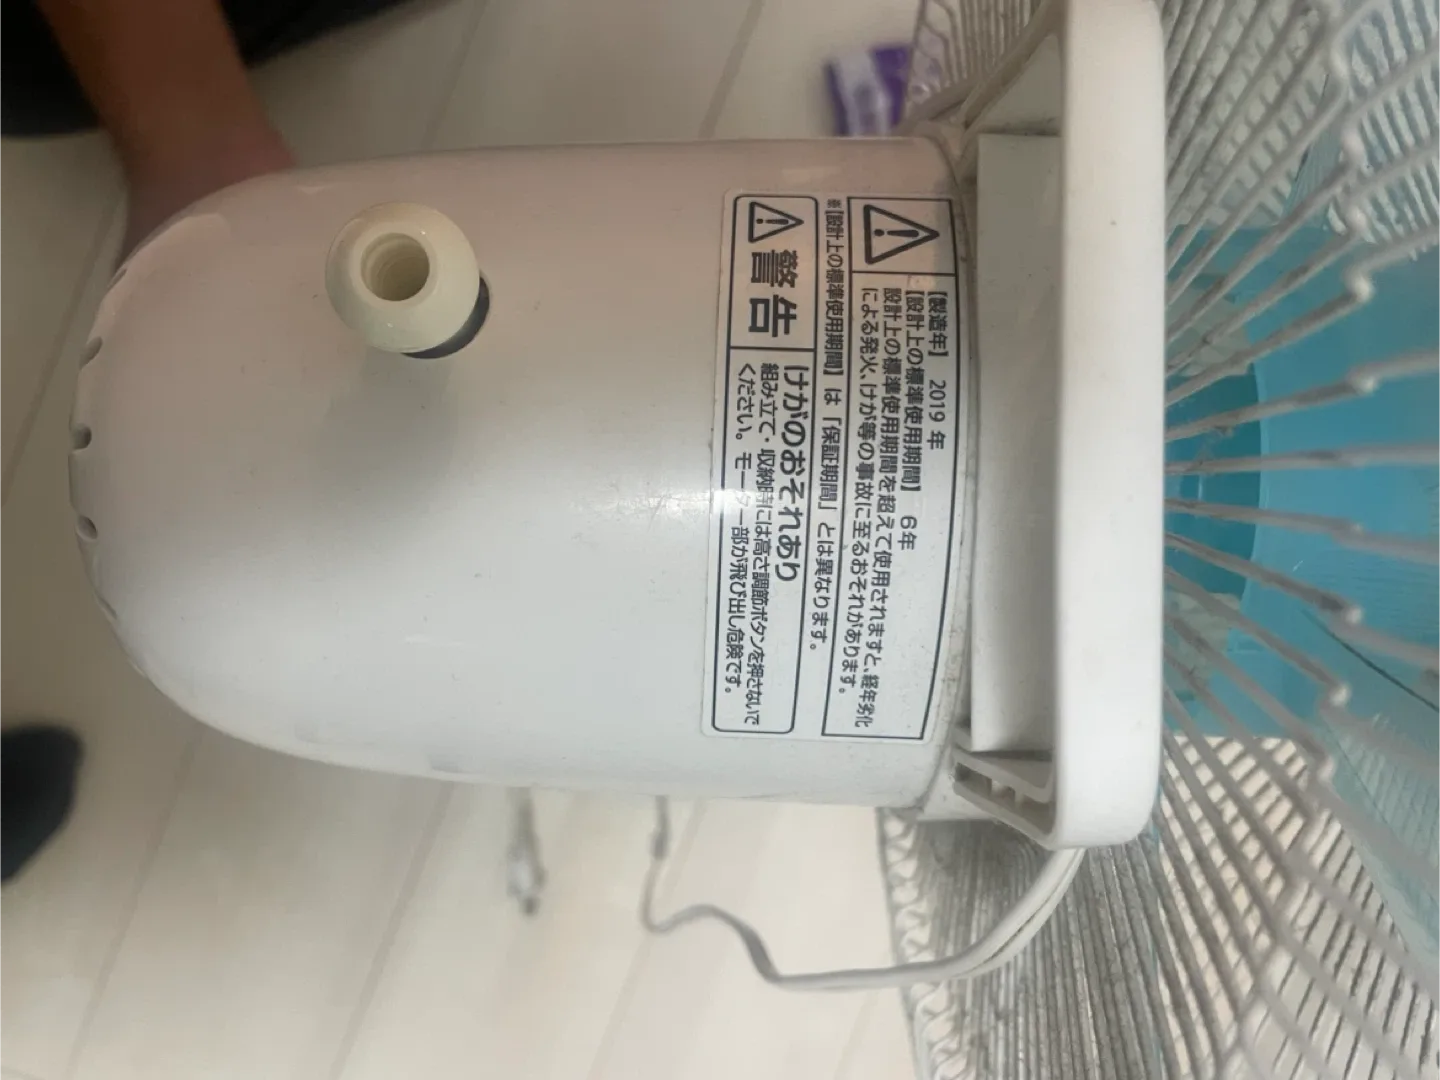 【製造年】 2019 年
【設計上の標準使用期間】 6年
設計上の標準使用期間を超えて使用されますと、経年劣化
による発火、けが等の事故に至るおそれがあります。
※【設計上の標準使用期間】は「保証期間」とは異なります。
警告
けがのおそれあり
組み立て・収納時には高さ調節ボタンを押さないで
ください。モーター部が飛び出し危険です。